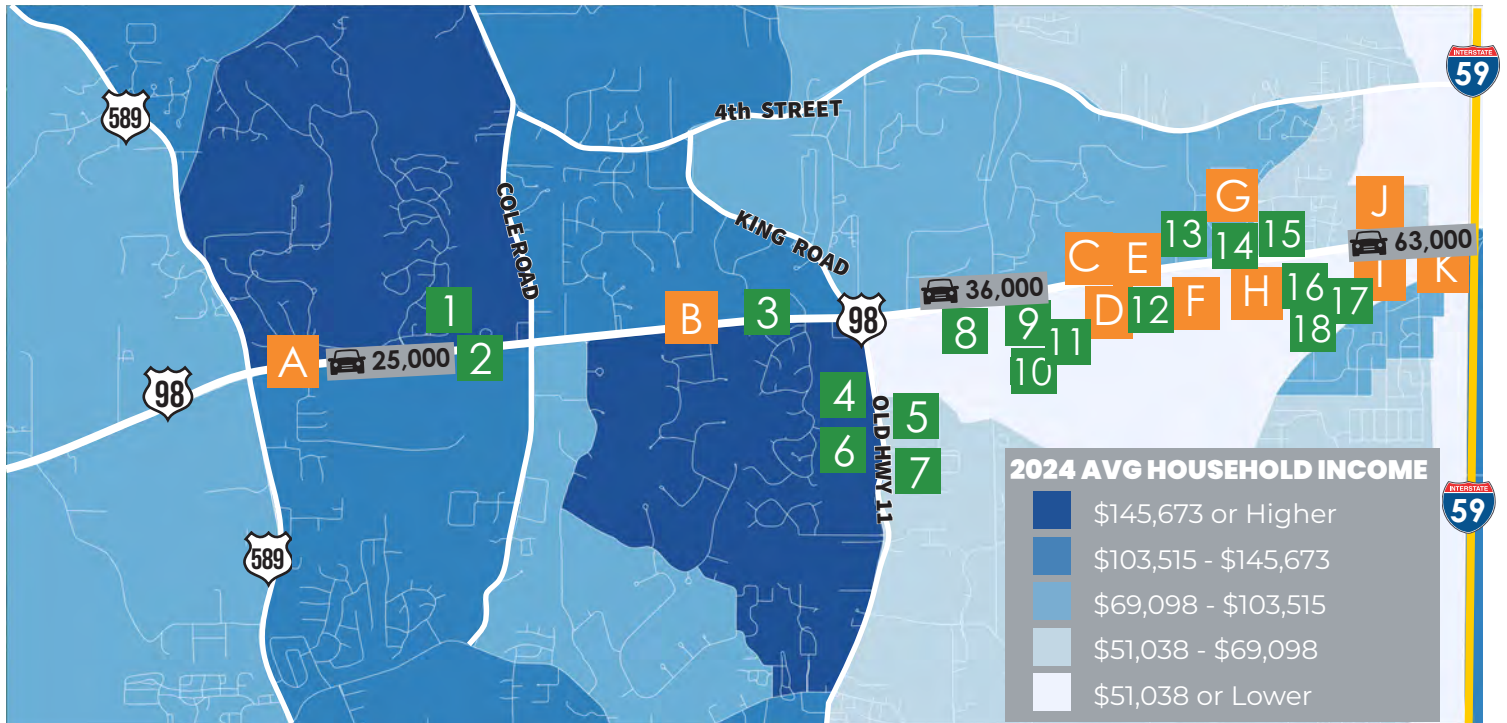 INTERSTATE
59
589
4th STREET
COLE ROAD
G
J
KING ROAD
13
14
15
63,000
C
E
I
K
36,000
1
B
3
98
8
9
D
12
F
H
16
17
A
25,000
2
11
18
10
98
4
OLD HWY 11
5
6
7
2024 AVG HOUSEHOLD INCOME
INTERSTATE
59
$145,673 or Higher
589
$103,515 - $145,673
$69,098 - $103,515
$51,038 - $69,098
$51,038 or Lower